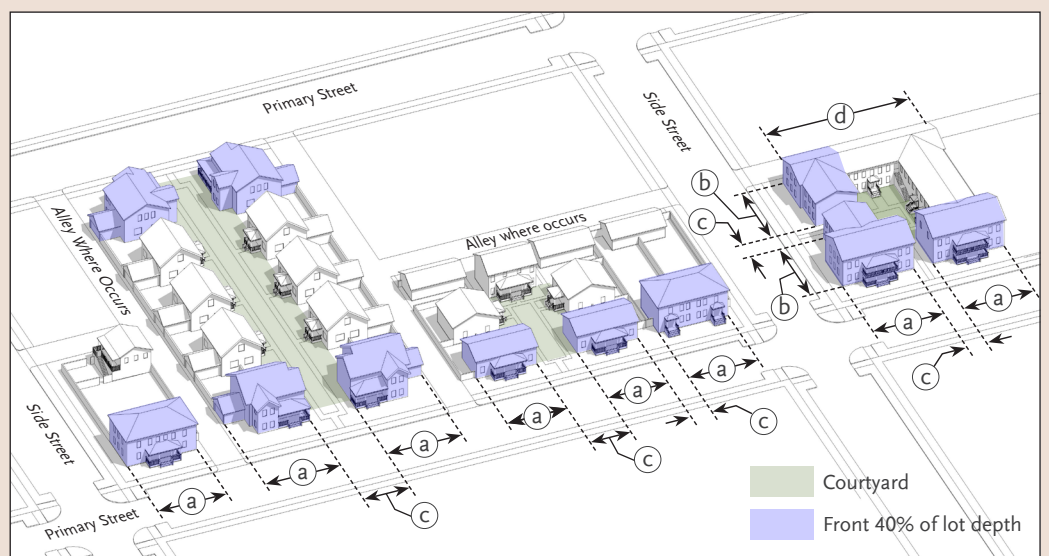 Primary Street
Side Street
d
b
c
Alley Where Occurs
Alley where occurs
b
a
a
c
a
a
c
a
a
c
Side Street
a
a
c
Primary Street
Courtyard
Front 40% of lot depth